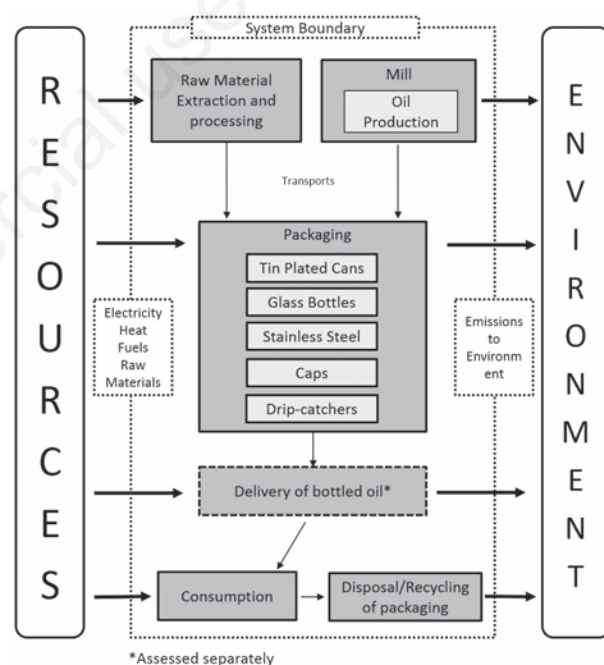 System Boundary
RESOURCES
Raw Material
Extraction and
processing
Mill
Oil
Production
ENVIRONMENT
Transports
Packaging
Tin Plated Cans
Glass Bottles
Stainless Steel
Caps
Drip-catchers
Electricity
Heat
Fuels
Raw
Materials
Emissions
to
Environm
ent
Delivery of bottled oil*
Consumption
Disposal/Recycling
of packaging
*Assessed separately